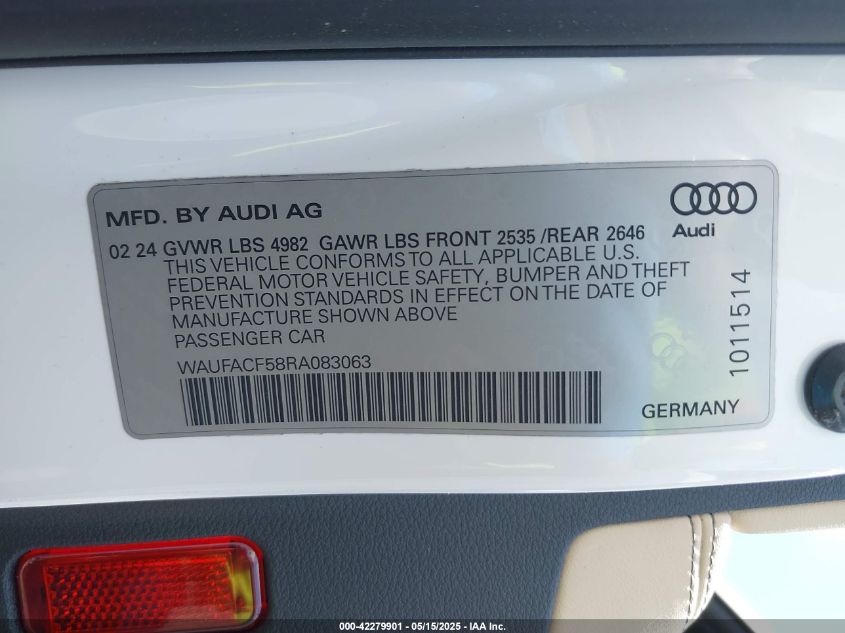 MFD. BY AUDI AG
Audi
02 24 GVWR LBS 4982 GAWR LBS FRONT 2535 /REAR 2646
THIS VEHICLE CONFORMS TO ALL APPLICABLE U.S.
FEDERAL MOTOR VEHICLE SAFETY, BUMPER AND THEFT
PREVENTION STANDARDS IN EFFECT ON THE DATE OF
MANUFACTURE SHOWN ABOVE
PASSENGER CAR
WAUFACF58RA083063
1011514
GERMANY
000-42279901 - 05/15/2025 - IAA Inc.